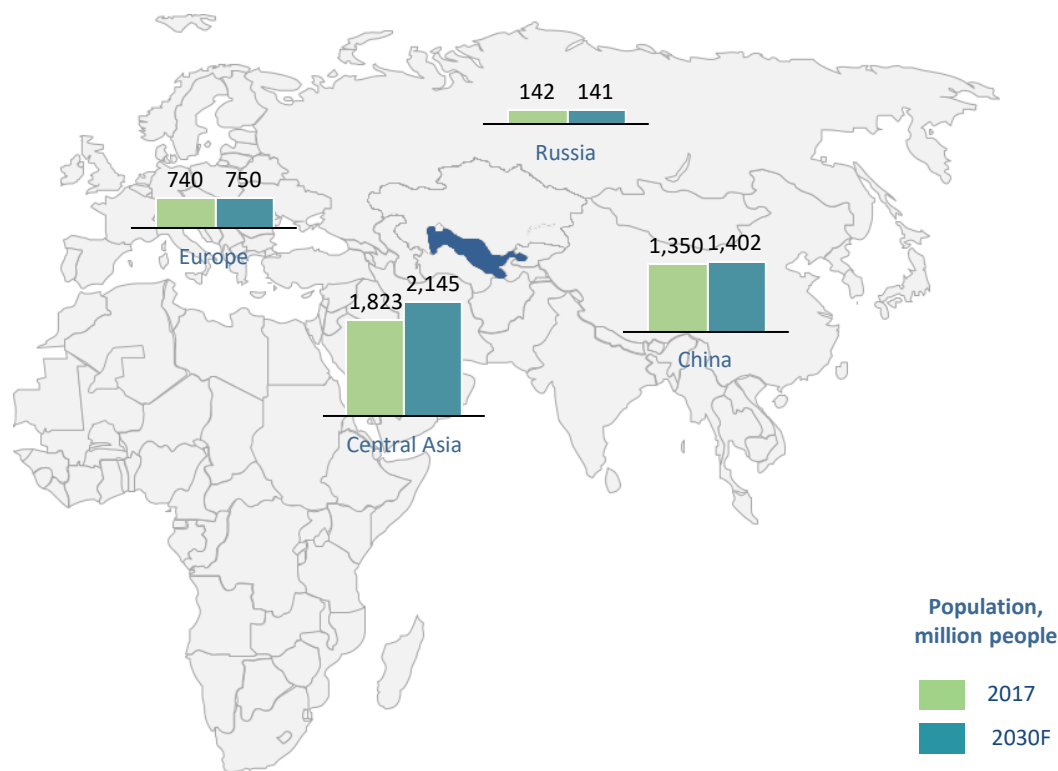 142 141
Russia
740 750
Europe
1,350 1,402
China
1,823 2,145
Central Asia
Population,
million people
2017
2030F